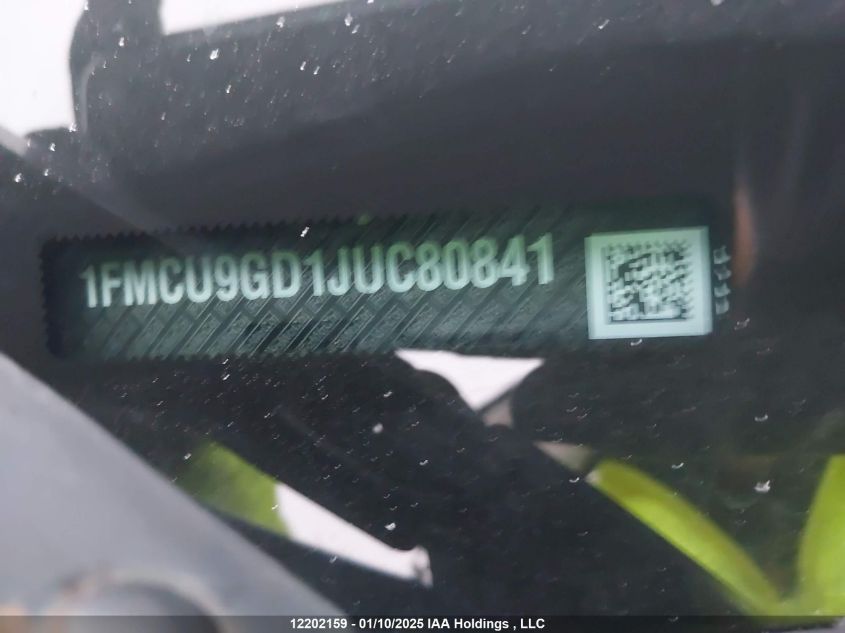 1FMCU9GD1JUC80841
12202159 - 01/10/2025 IAA Holdings , LLC